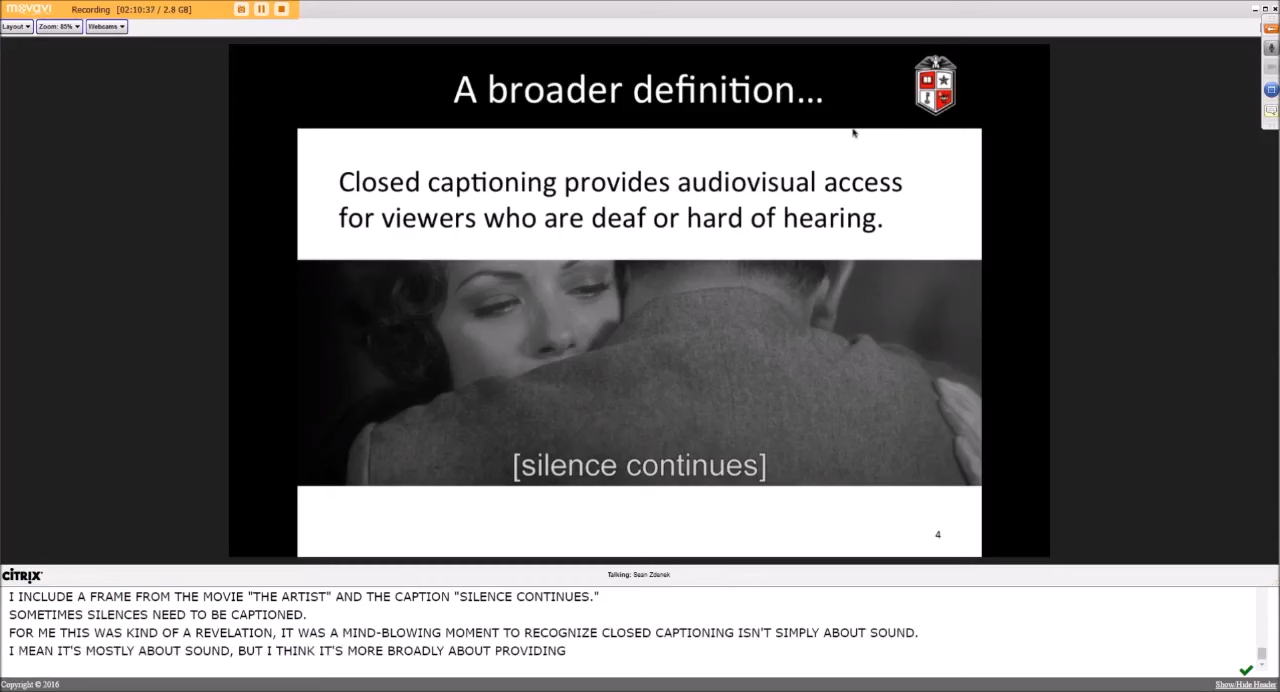 movavi
Recording [02:10:37 / 2.8 GB]
Layout Zoom: 85% Webcams
A broader definition...
Closed captioning provides audiovisual access
for viewers who are deaf or hard of hearing.
[silence continues]
4
CITRIX
Talking: Sean Zdenek
I INCLUDE A FRAME FROM THE MOVIE "THE ARTIST" AND THE CAPTION "SILENCE CONTINUES."
SOMETIMES SILENCES NEED TO BE CAPTIONED.
FOR ME THIS WAS KIND OF A REVELATION, IT WAS A MIND-BLOWING MOMENT TO RECOGNIZE CLOSED CAPTIONING ISN'T SIMPLY ABOUT SOUND.
I MEAN IT'S MOSTLY ABOUT SOUND, BUT I THINK IT'S MORE BROADLY ABOUT PROVIDING
Copyright © 2016
Show/Hide Header